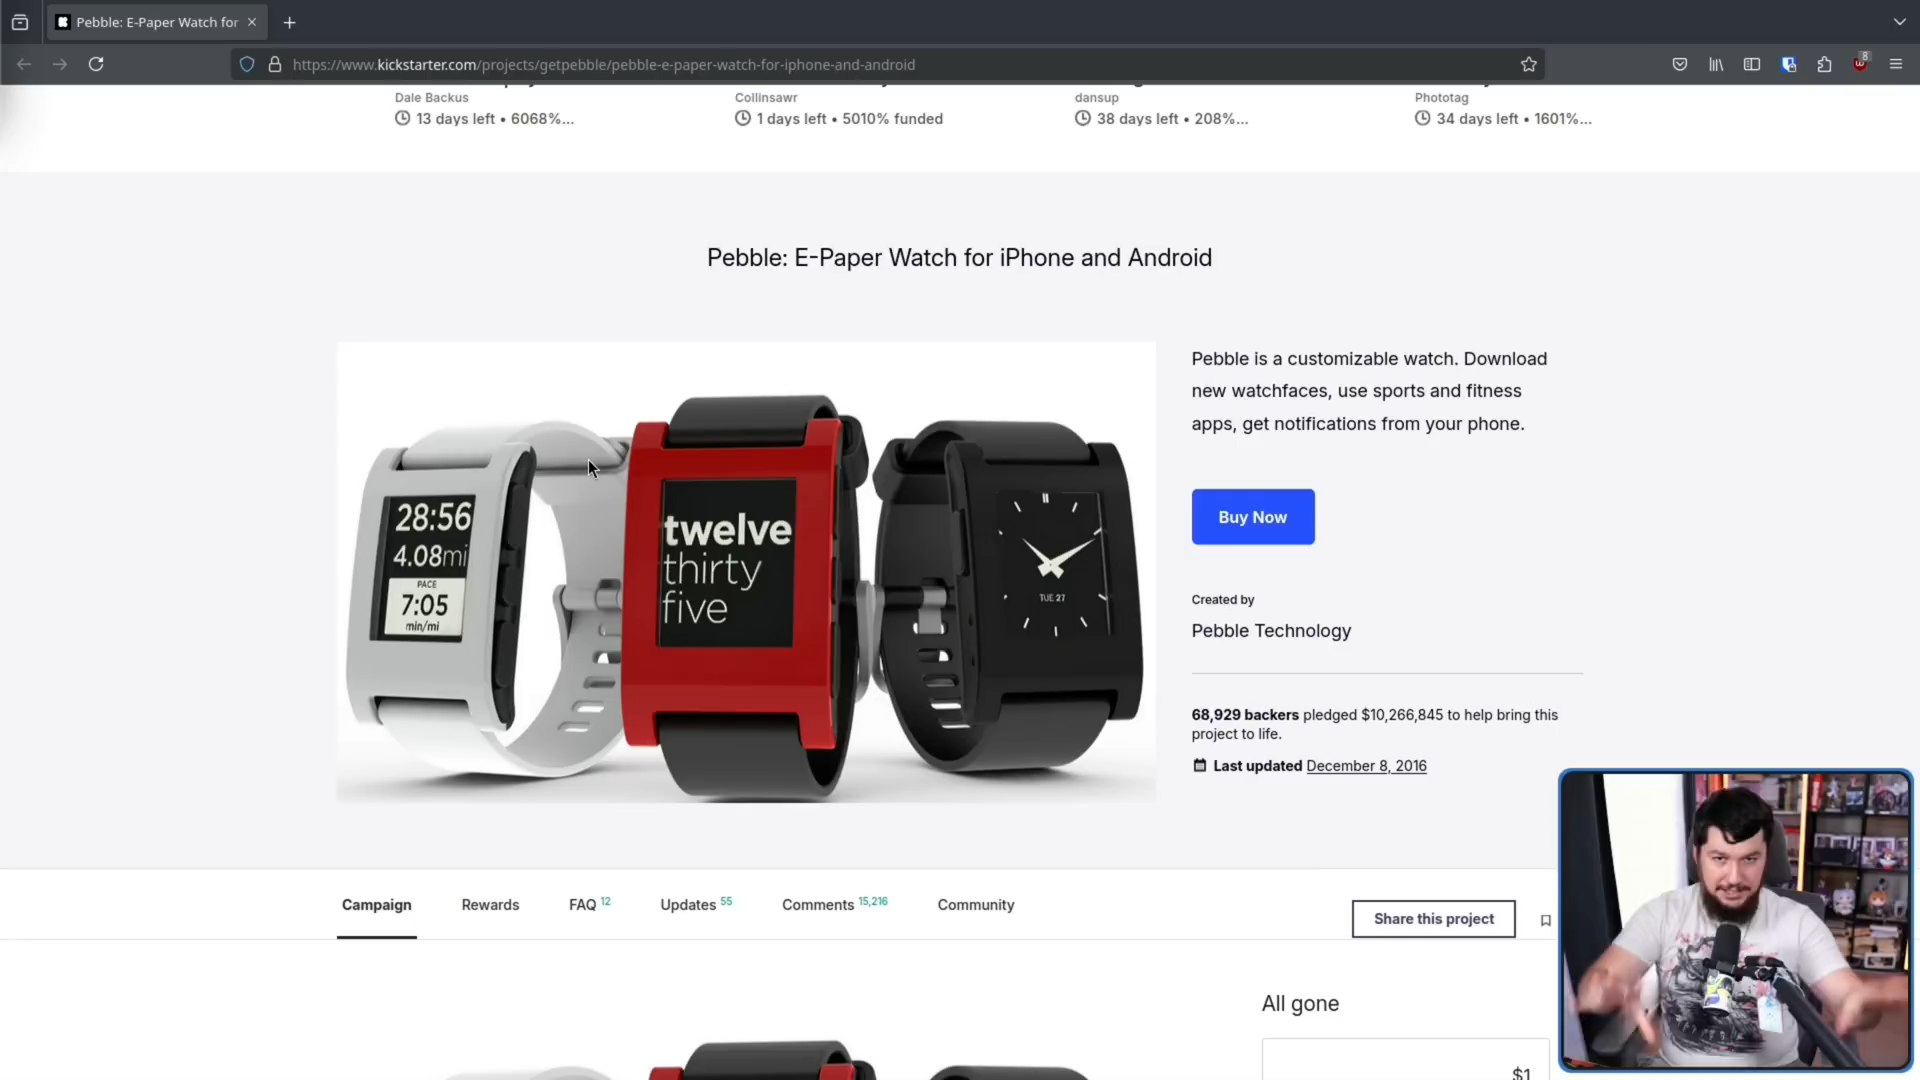 Pebble: E-Paper Watch for
https://www.kickstarter.com/projects/getpebble/pebble-e-paper-watch-for-iphone-and-android
8
Dale Backus
13 days left • 6068%...
Collinsawr
1 days left • 5010% funded
dansup
38 days left • 208%...
Phototag
34 days left • 1601%...
Pebble: E-Paper Watch for iPhone and Android
28:56
4.08mi
PACE
7:05
min/mi
twelve
thirty
five
TUE 27
Pebble is a customizable watch. Download
new watchfaces, use sports and fitness
apps, get notifications from your phone.
Buy Now
Created by
Pebble Technology
68,929 backers pledged $10,266,845 to help bring this
project to life.
Last updated December 8, 2016
Campaign
Rewards
FAQ 12
Updates 55
Comments 15,216
Community
Share this project
All gone
$1